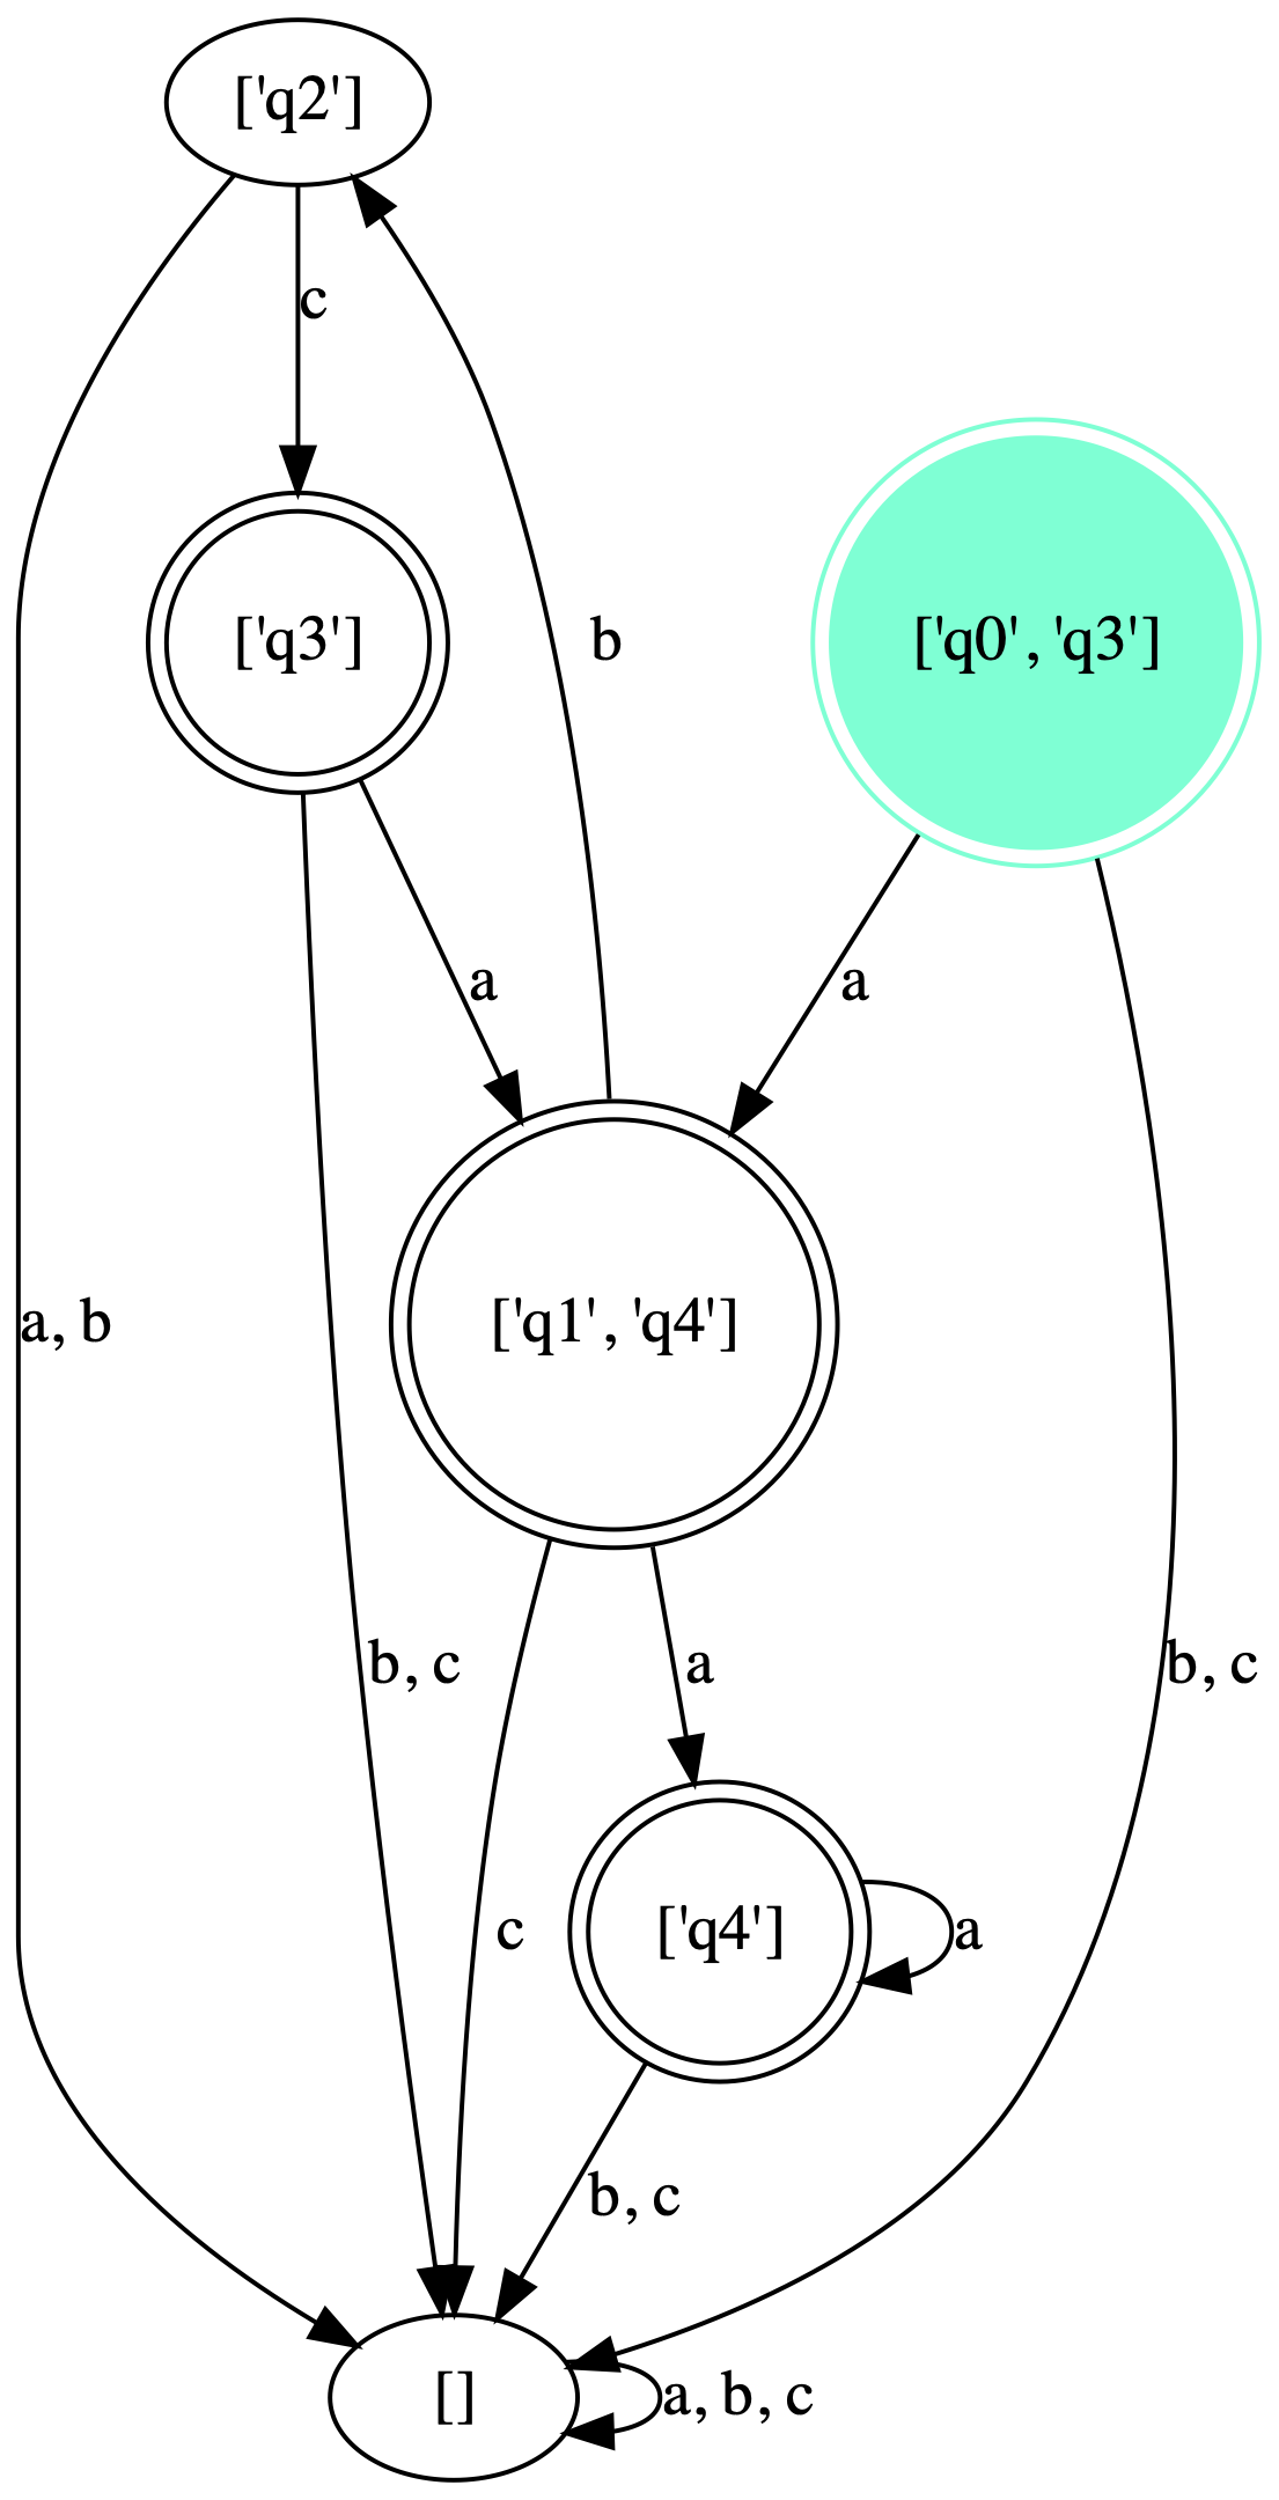 ['q2']
c
['q3']
b
['q0', 'q3']
a
a
a, b
['q1', 'q4']
b, c
a
b, c
c
['q4']
a
b, c
[]
a, b, c